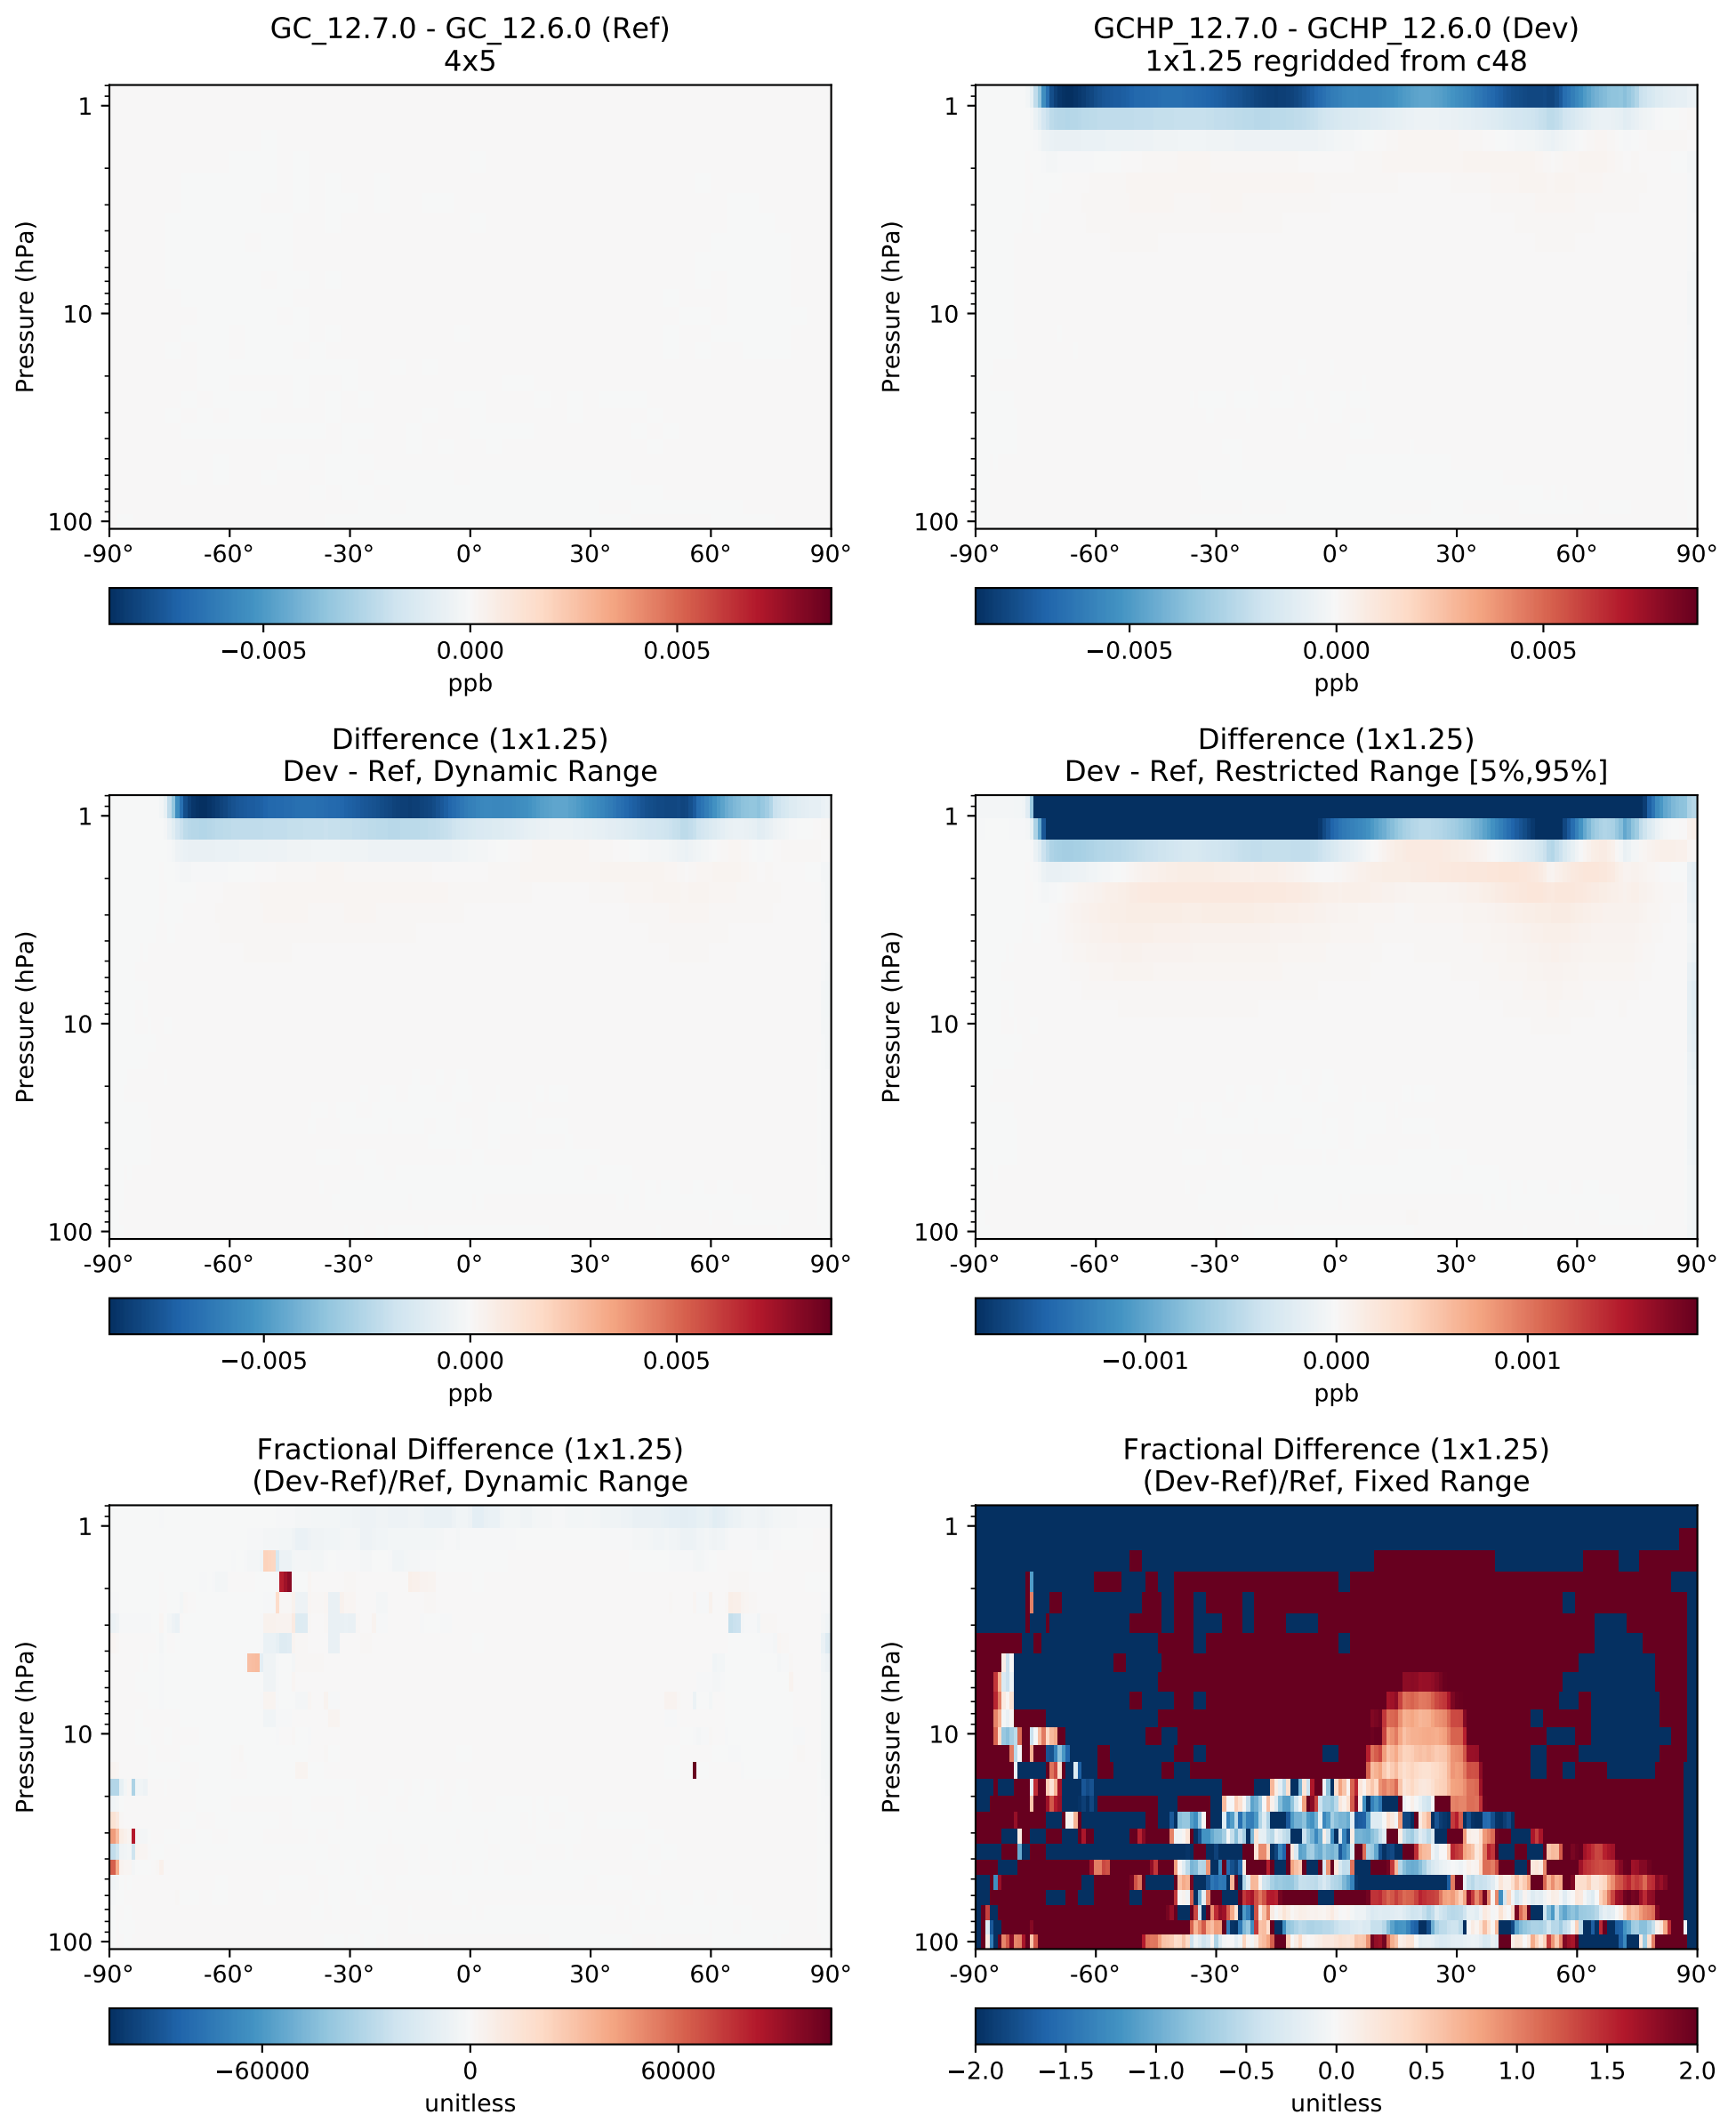 GC_12.7.0 - GC_12.6.0 (Ref)
4x5
GCHP_12.7.0 - GCHP_12.6.0 (Dev)
1x1.25 regridded from c48
Pressure (hPa)
1
10
100
-90° -60° -30° 0° 30° 60° 90°
−0.005 0.000 0.005
ppb
Pressure (hPa)
1
10
100
-90° -60° -30° 0° 30° 60° 90°
−0.005 0.000 0.005
ppb
Difference (1x1.25)
Dev - Ref, Dynamic Range
Difference (1x1.25)
Dev - Ref, Restricted Range [5%,95%]
Pressure (hPa)
1
10
100
-90° -60° -30° 0° 30° 60° 90°
−0.005 0.000 0.005
ppb
Pressure (hPa)
1
10
100
-90° -60° -30° 0° 30° 60° 90°
−0.001 0.000 0.001
ppb
Fractional Difference (1x1.25)
(Dev-Ref)/Ref, Dynamic Range
Fractional Difference (1x1.25)
(Dev-Ref)/Ref, Fixed Range
Pressure (hPa)
1
10
100
-90° -60° -30° 0° 30° 60° 90°
−60000 0 60000
unitless
Pressure (hPa)
1
10
100
-90° -60° -30° 0° 30° 60° 90°
−2.0 −1.5 −1.0 −0.5 0.0 0.5 1.0 1.5 2.0
unitless